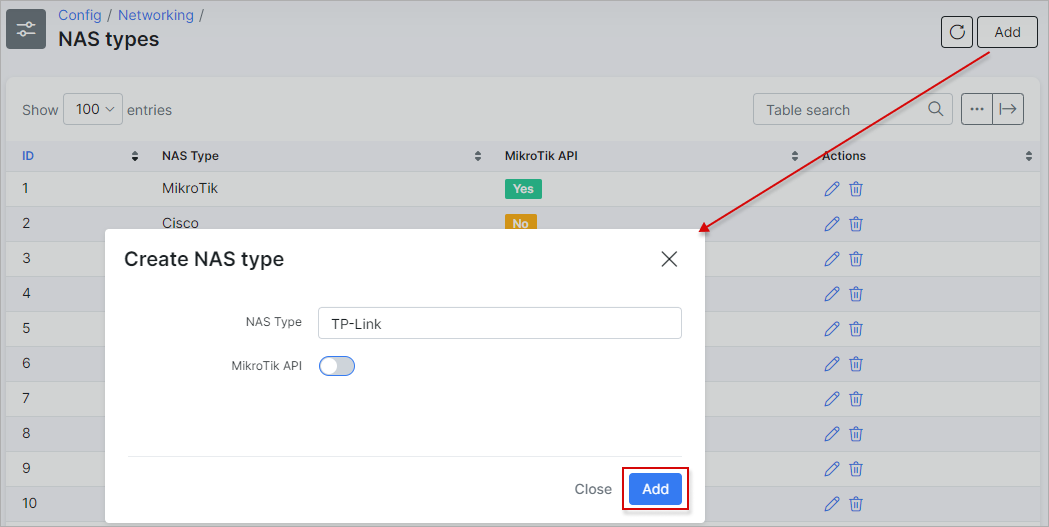 Config / Networking /
NAS types
Add
Show 100 entries
Table search
ID NAS Type MikroTik API Actions
1 MikroTik Yes
2 Cisco No
3
4
5
6
7
8
9
10
Create NAS type
NAS Type TP-Link
MikroTik API
Close Add